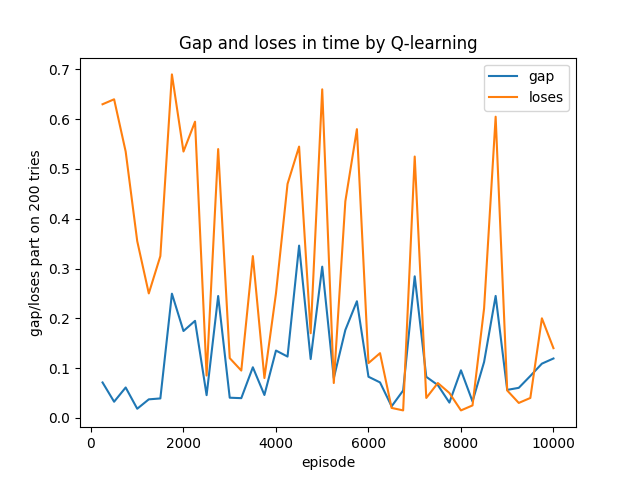 Gap and loses in time by Q-learning
gap
loses
gap/loses part on 200 tries
0.7
0.6
0.5
0.4
0.3
0.2
0.1
0.0
0 2000 4000 6000 8000 10000
episode